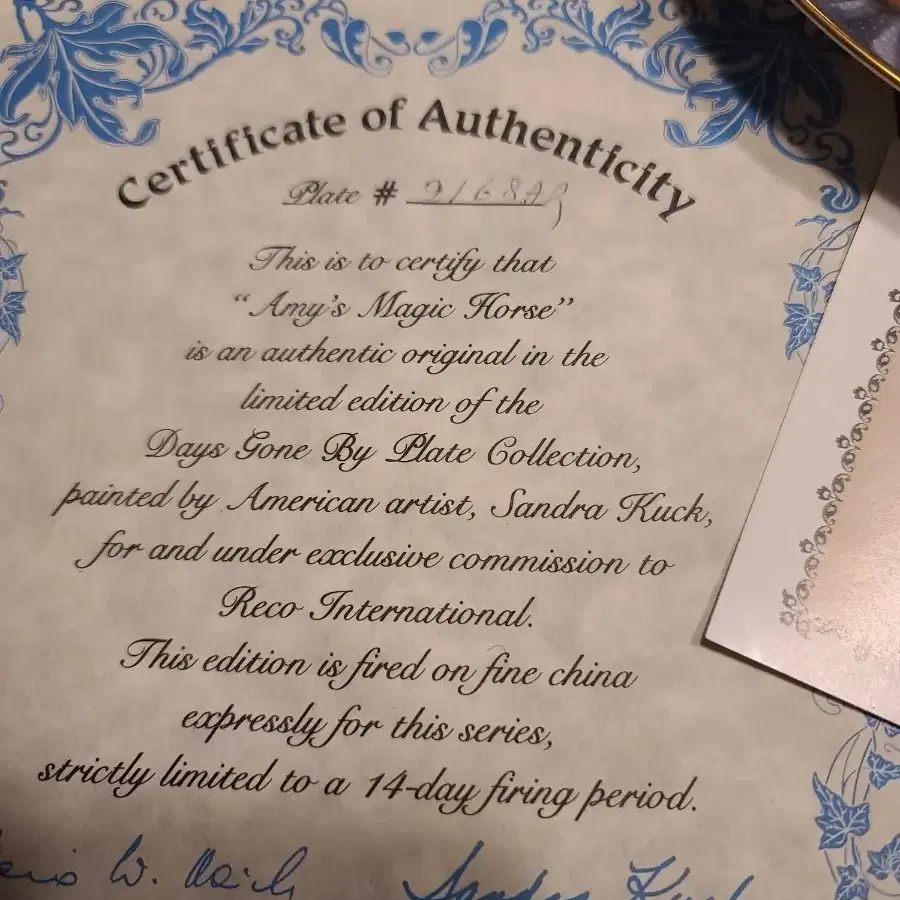 Certificate of Authenticity
Plate # 9168A
This is to certify that
“Amy’s Magic Horse”
is an authentic original in the
limited edition of the
Days Gone By Plate Collection,
painted by American artist, Sandra Kuck,
for and under exclusive commission to
Reco International.
This edition is fired on fine china
expressly for this series,
strictly limited to a 14-day firing period.
W. Sandra Kuck